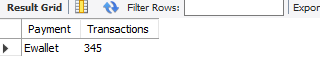 Result Grid Filter Rows: Expor
Payment Transactions
Ewallet 345